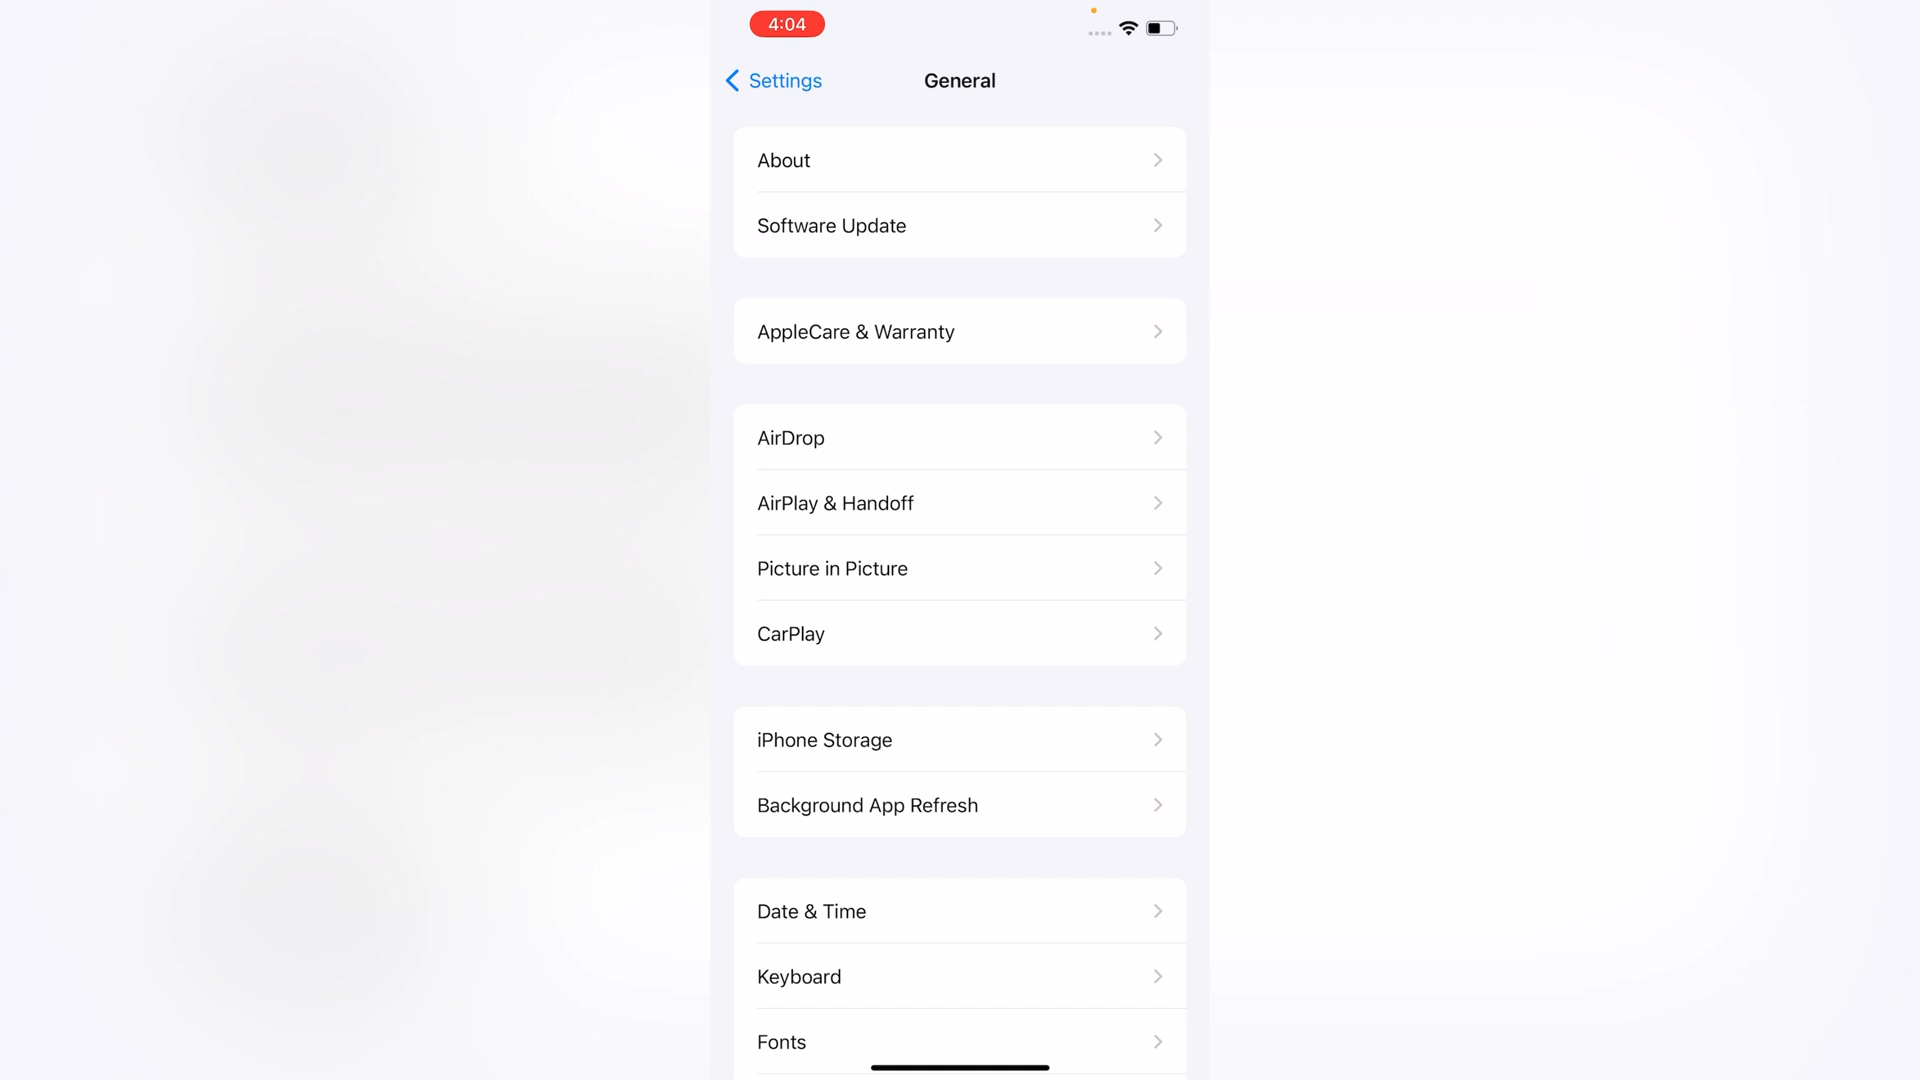 4:04
Settings
General
About
Software Update
AppleCare & Warranty
AirDrop
AirPlay & Handoff
Picture in Picture
CarPlay
iPhone Storage
Background App Refresh
Date & Time
Keyboard
Fonts